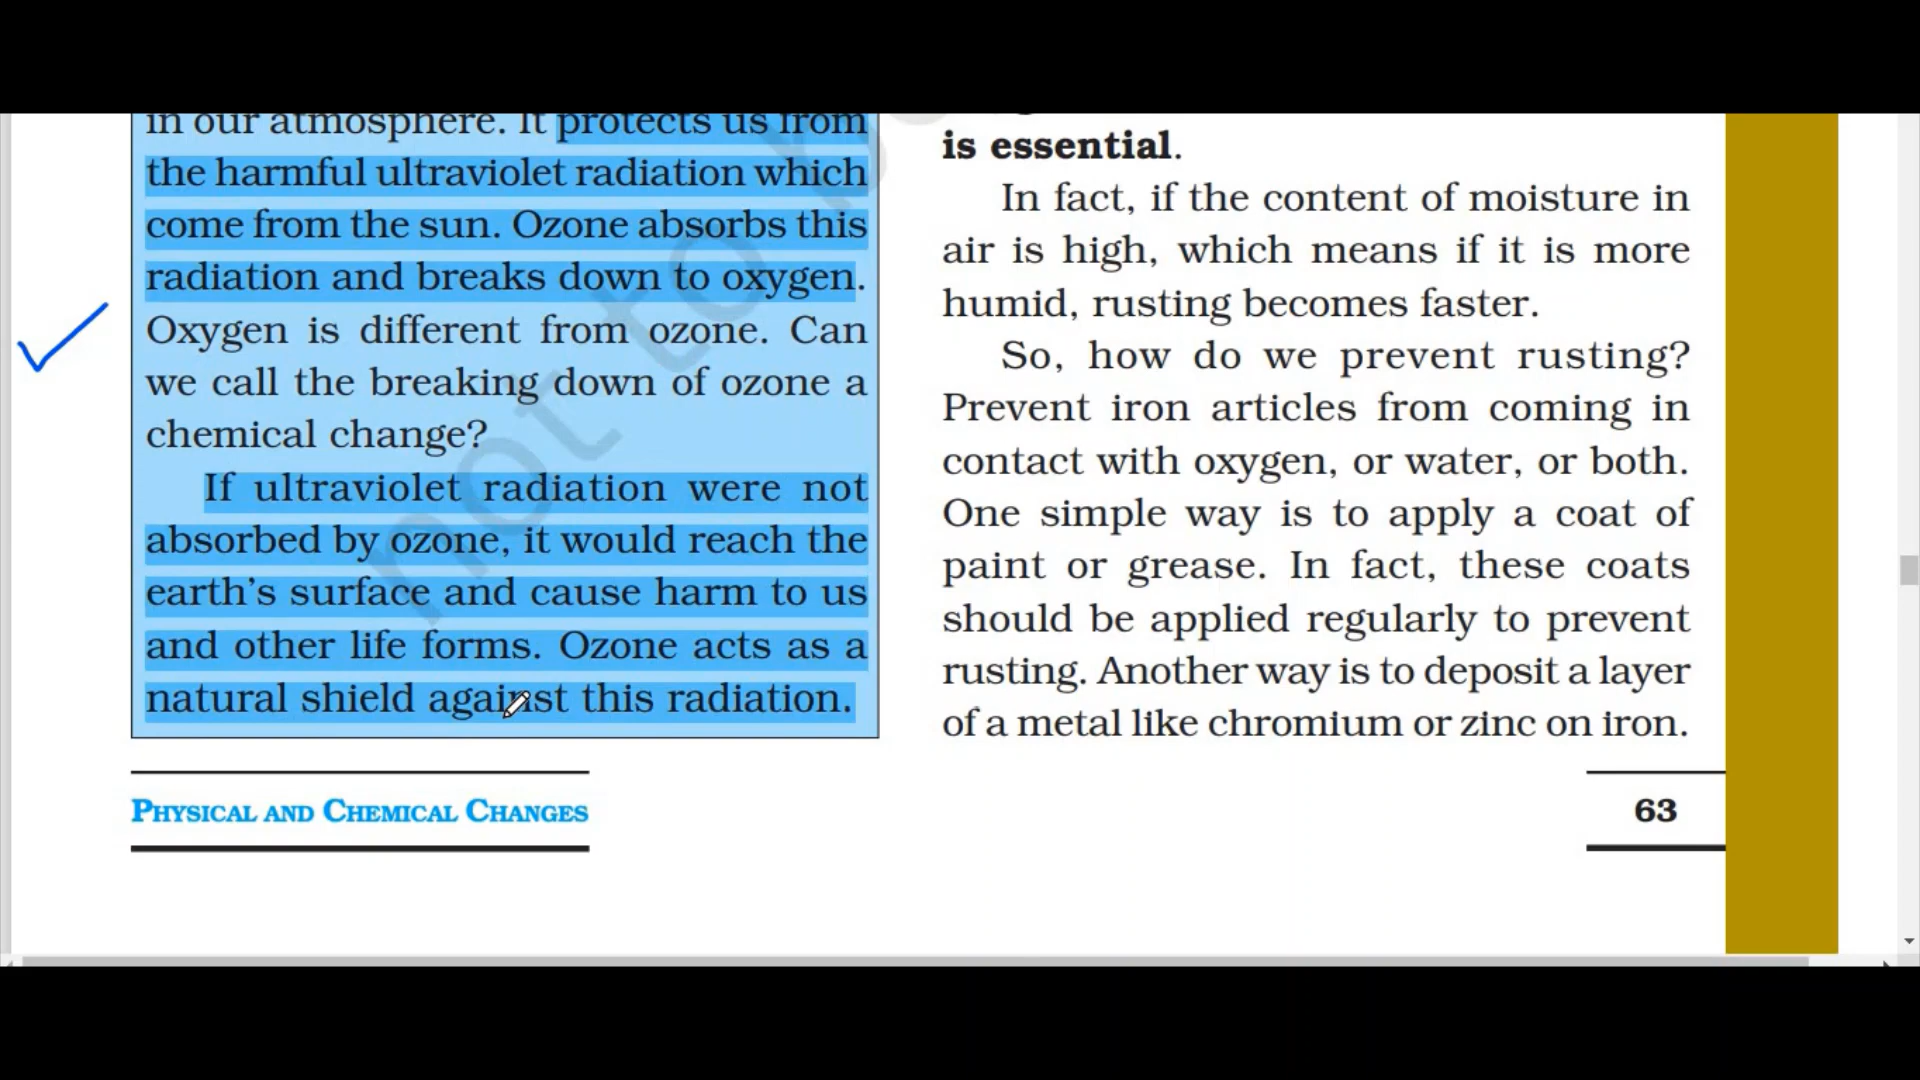 in our atmosphere. It protects us from
the harmful ultraviolet radiation which
come from the sun. Ozone absorbs this
radiation and breaks down to oxygen.
Oxygen is different from ozone. Can
we call the breaking down of ozone a
chemical change?
If ultraviolet radiation were not
absorbed by ozone, it would reach the
earth's surface and cause harm to us
and other life forms. Ozone acts as a
natural shield against this radiation.
is essential.
In fact, if the content of moisture in
air is high, which means if it is more
humid, rusting becomes faster.
So, how do we prevent rusting?
Prevent iron articles from coming in
contact with oxygen, or water, or both.
One simple way is to apply a coat of
paint or grease. In fact, these coats
should be applied regularly to prevent
rusting. Another way is to deposit a layer
of a metal like chromium or zinc on iron.
PHYSICAL AND CHEMICAL CHANGES
63
not to b